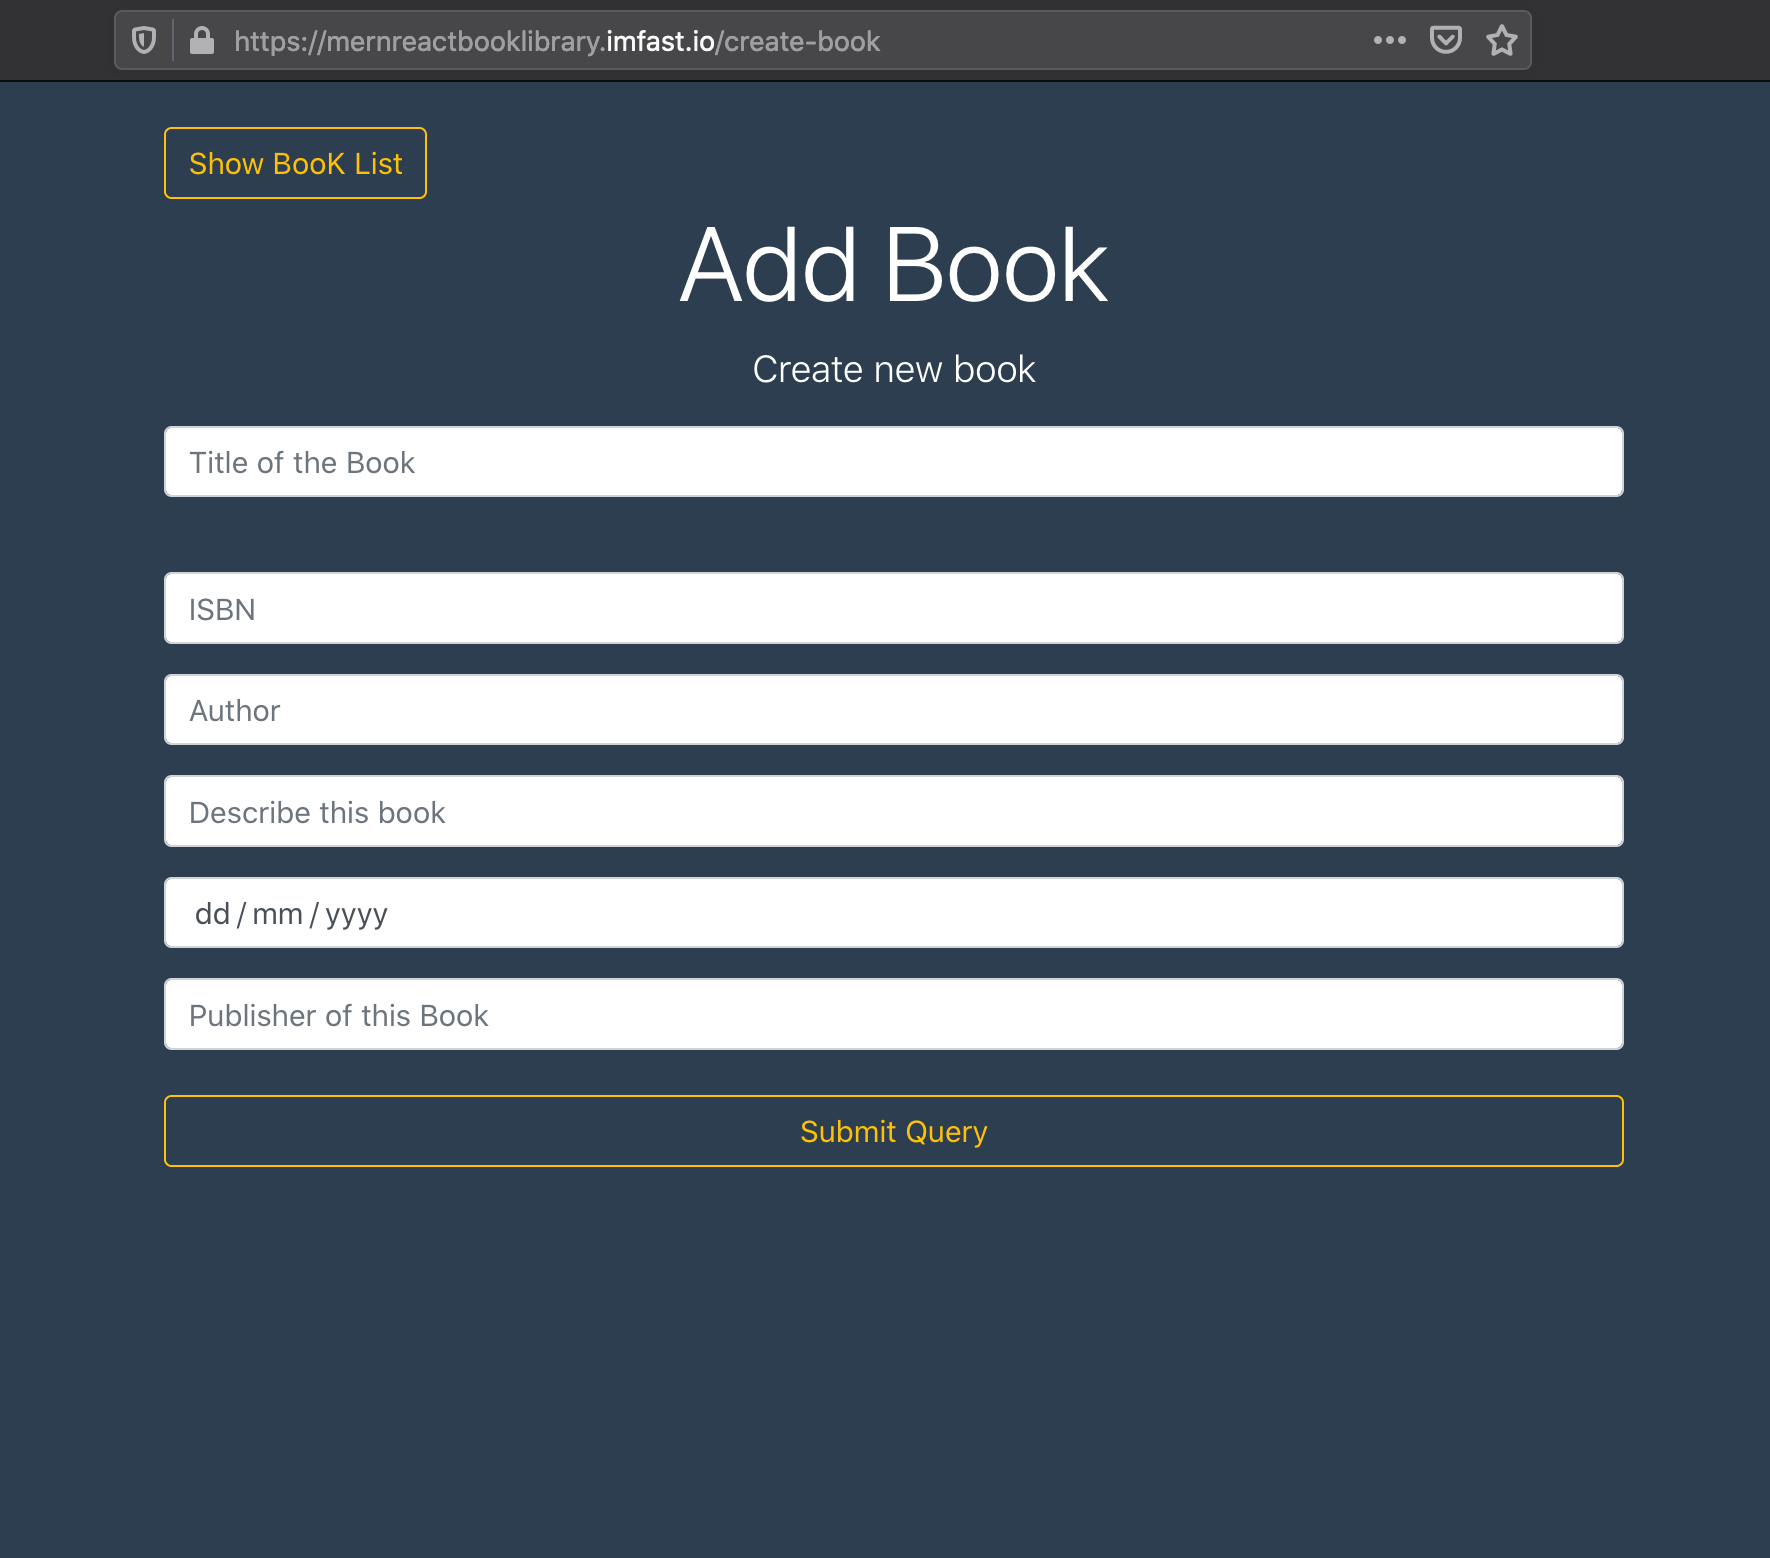 https://mernreactbooklibrary.imfast.io/create-book
Show BooK List
Add Book
Create new book
Title of the Book
ISBN
Author
Describe this book
dd / mm / yyyy
Publisher of this Book
Submit Query